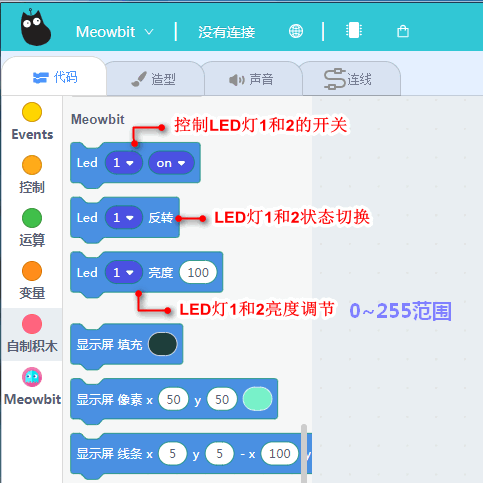 Meowbit 没有连接
代码 造型 声音 连线
Events
控制
运算
变量
自制积木
Meowbit
Meowbit
控制LED灯1和2的开关
Led 1 on
Led 1 反转
LED灯1和2状态切换
Led 1 亮度 100
LED灯1和2亮度调节
0~255范围
显示屏 填充
显示屏 像素 x 50 y 50
显示屏 线条 x 5 y 5 - x 100 y